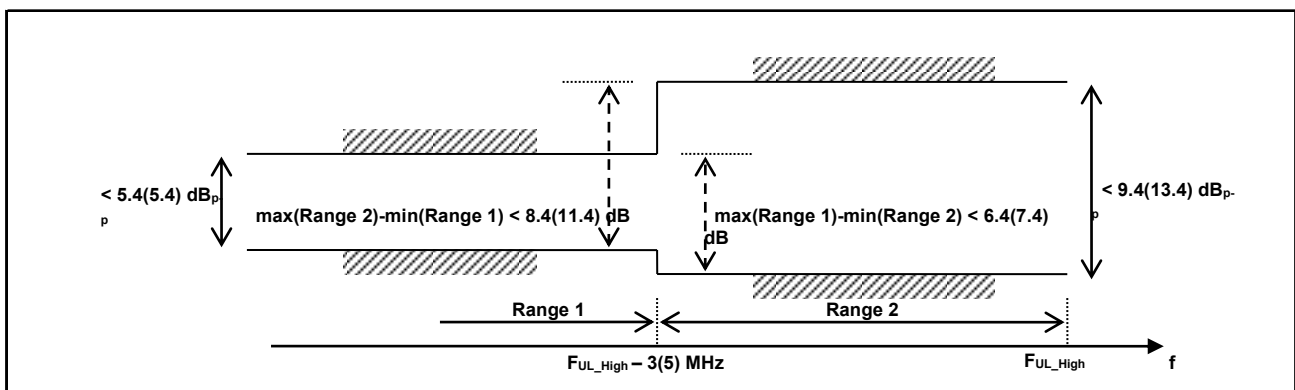 < 5.4(5.4) dBp-p
max(Range 2)-min(Range 1) < 8.4(11.4) dB
max(Range 1)-min(Range 2) < 6.4(7.4)
dB
< 9.4(13.4) dBp-p
Range 1
Range 2
FUL_High – 3(5) MHz
FUL_High
f